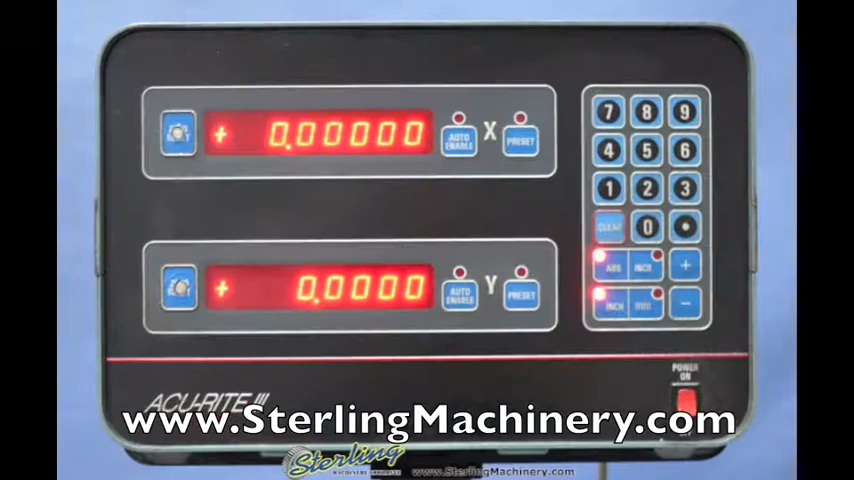 7 8 9
+ 0.00000 AUTO ENABLE X PRESET
4 5 6
1 2 3
CLEAR 0 •
ABS INCR +
+ 0.0000 AUTO ENABLE Y PRESET
INCH mm −
POWER ON
ACU-RITE III
www.SterlingMachinery.com
Sterling www.SterlingMachinery.com